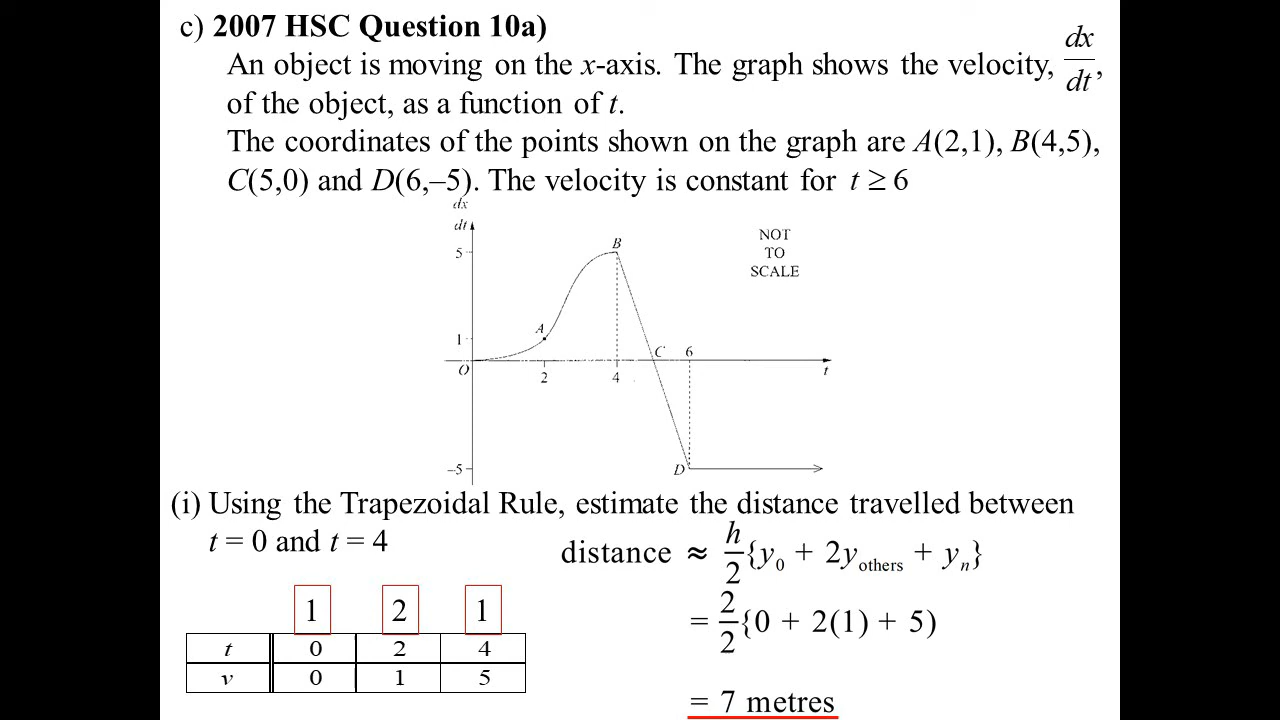 c) 2007 HSC Question 10a)
An object is moving on the x-axis. The graph shows the velocity, dx/dt,
of the object, as a function of t.
The coordinates of the points shown on the graph are A(2,1), B(4,5),
C(5,0) and D(6,–5). The velocity is constant for t ≥ 6
dx
dt
5
B
NOT
TO
SCALE
A
1
C
6
O
2
4
t
–5
D
(i) Using the Trapezoidal Rule, estimate the distance travelled between
t = 0 and t = 4
distance ≈ h/2{y₀ + 2y_others + yₙ}
= 2/2{0 + 2(1) + 5)
= 7 metres
1 2 1
t 0 2 4
v 0 1 5